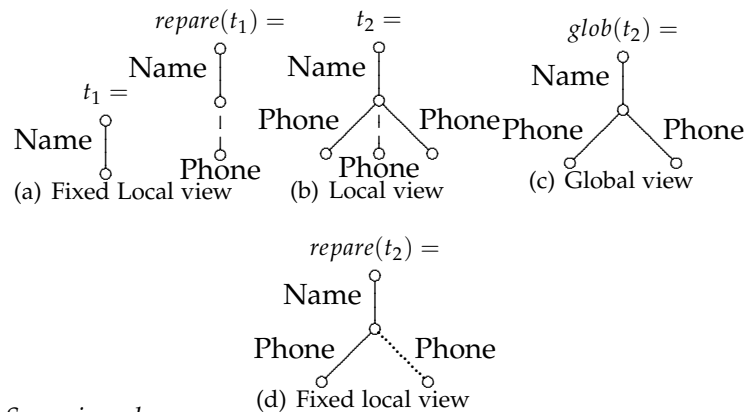 repare(t₁) =
t₂ =
glob(t₂) =
Name
Name
Name
t₁ =
Name
Phone
Phone
Phone
Phone
Phone
Phone
(a) Fixed Local view
(b) Local view
(c) Global view
repare(t₂) =
Name
Phone
Phone
(d) Fixed local view